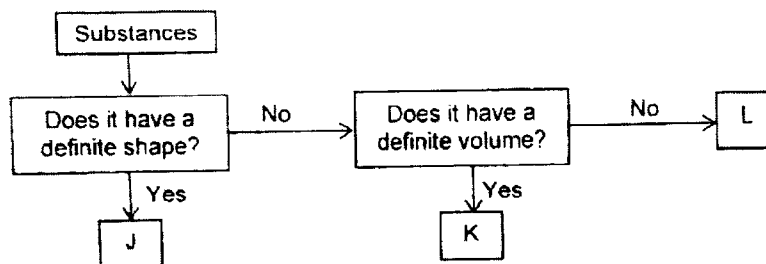 Substances
Does it have a
definite shape?
No
Does it have a
definite volume?
No
L
Yes
Yes
J
K